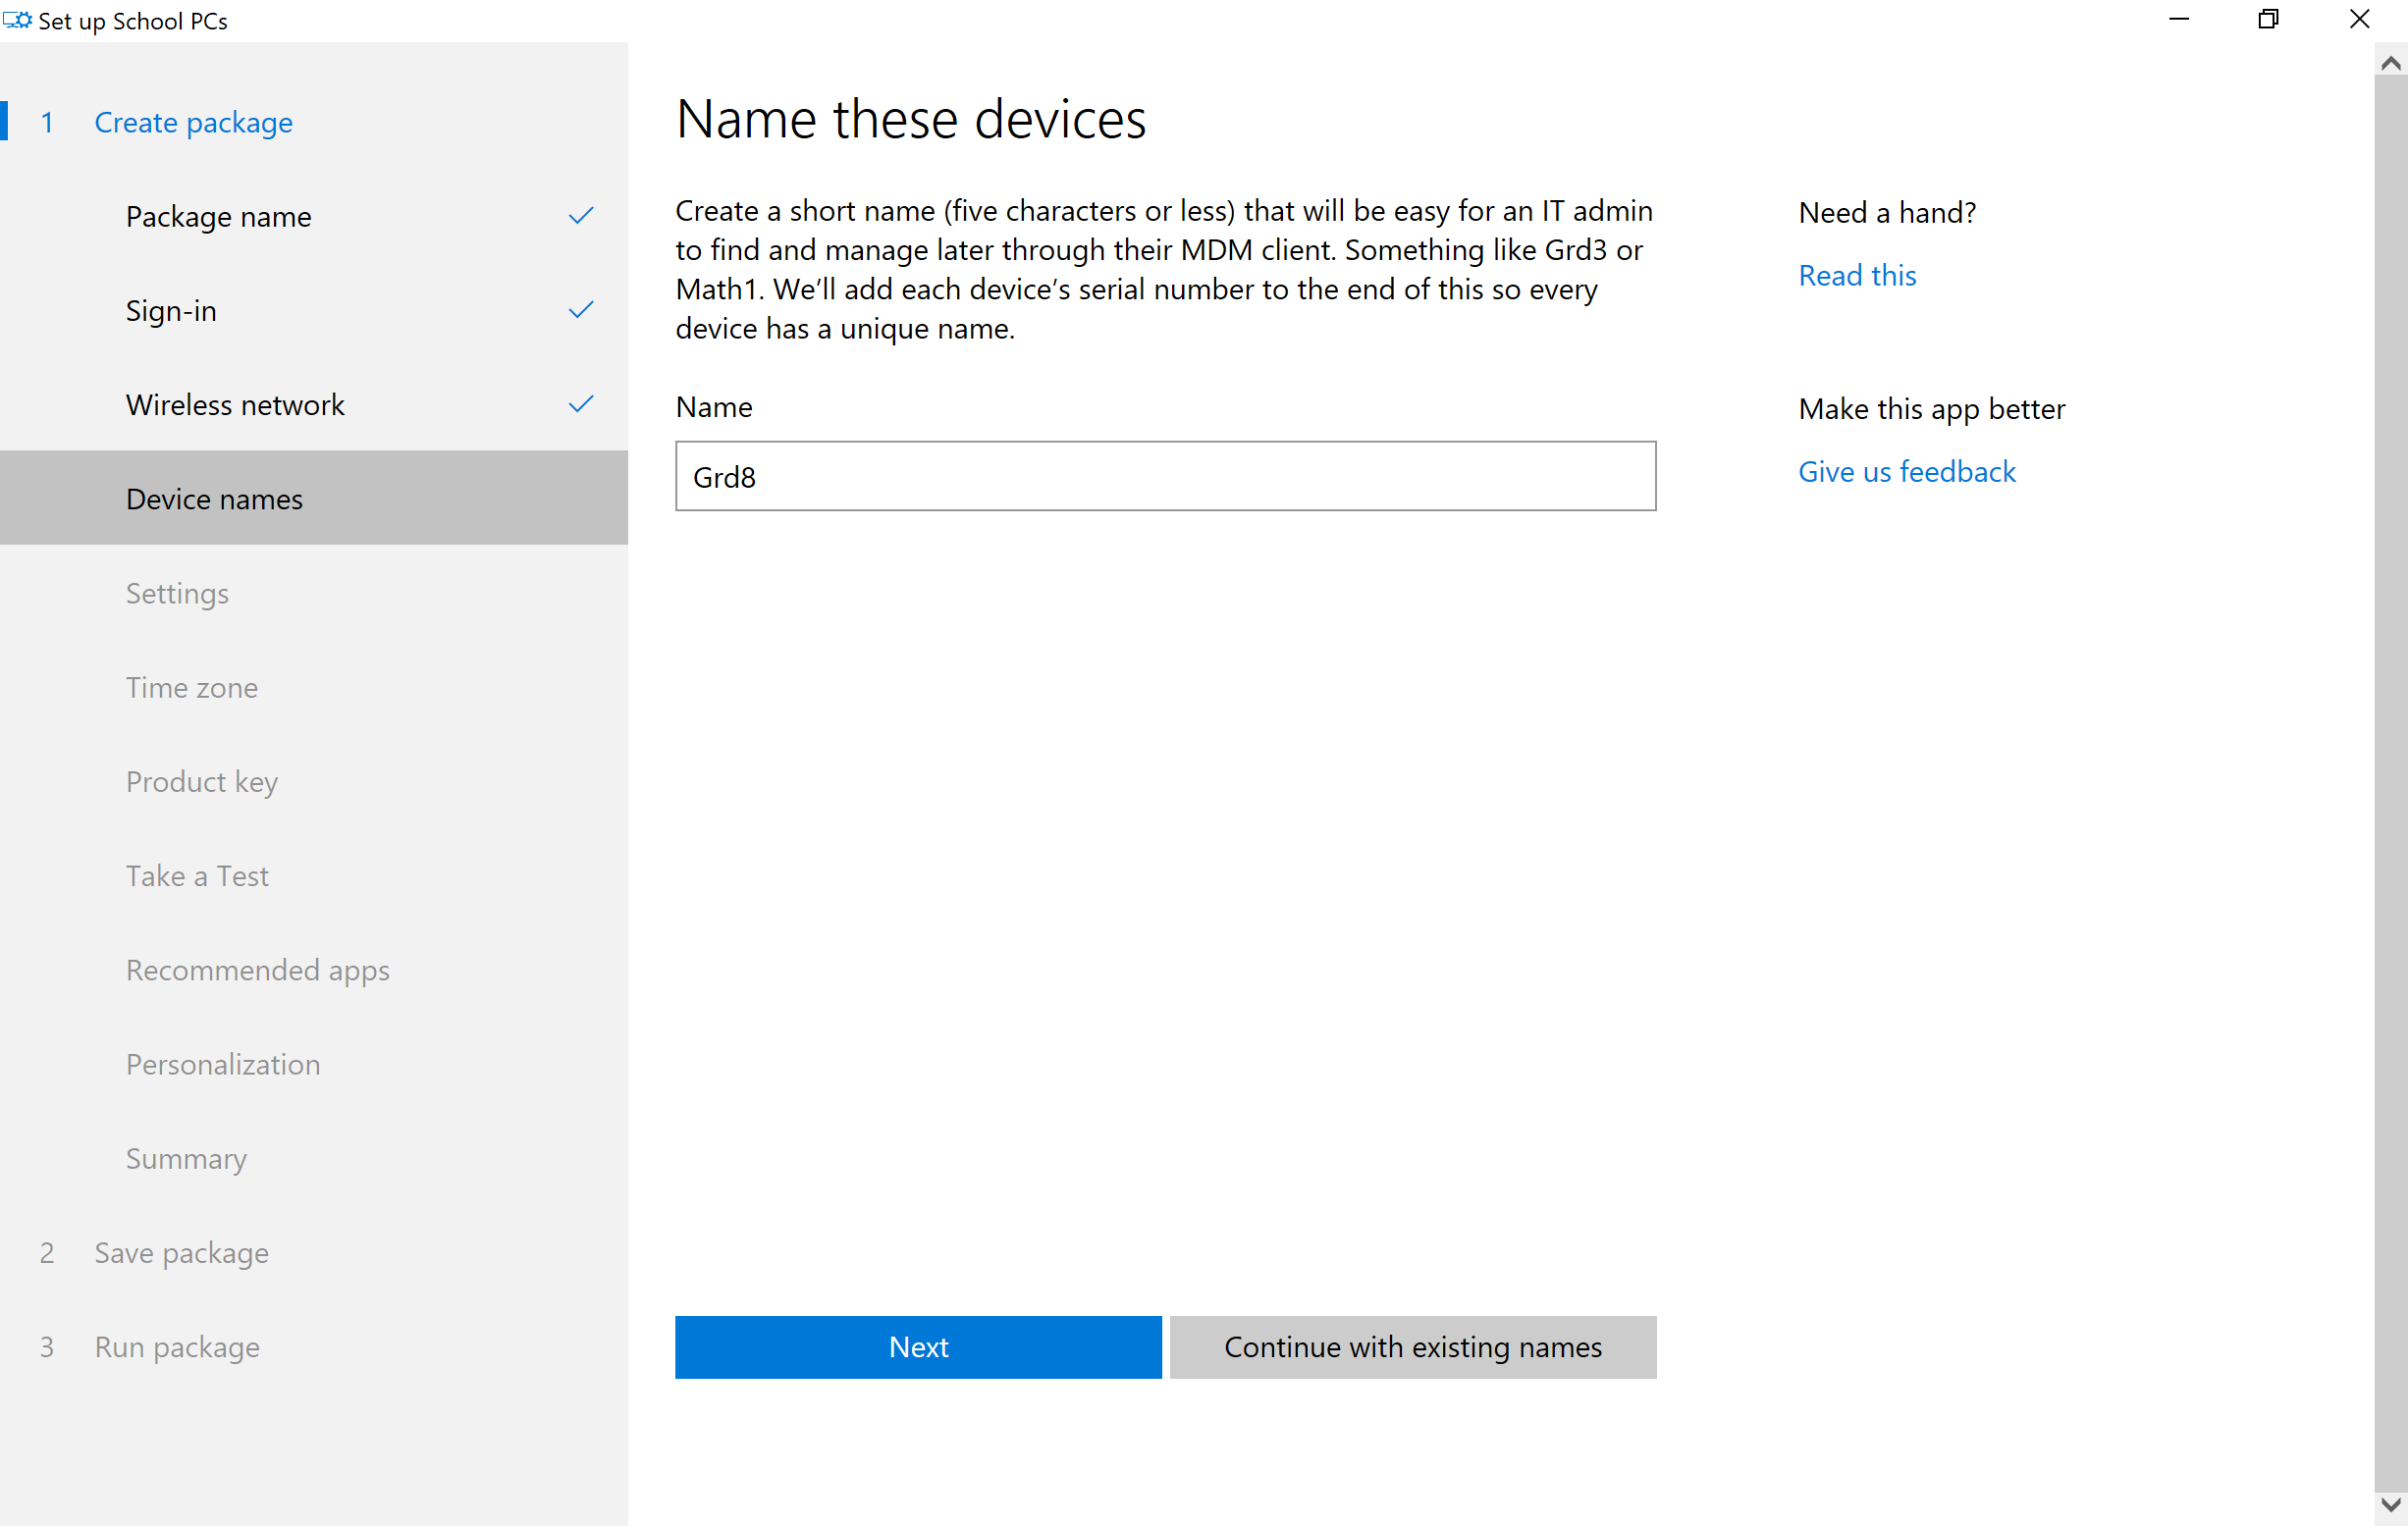 Set up School PCs
1 Create package
Package name
Sign-in
Wireless network
Device names
Settings
Time zone
Product key
Take a Test
Recommended apps
Personalization
Summary
2 Save package
3 Run package
Name these devices
Create a short name (five characters or less) that will be easy for an IT admin
to find and manage later through their MDM client. Something like Grd3 or
Math1. We’ll add each device’s serial number to the end of this so every
device has a unique name.
Name
Grd8
Next
Continue with existing names
Need a hand?
Read this
Make this app better
Give us feedback